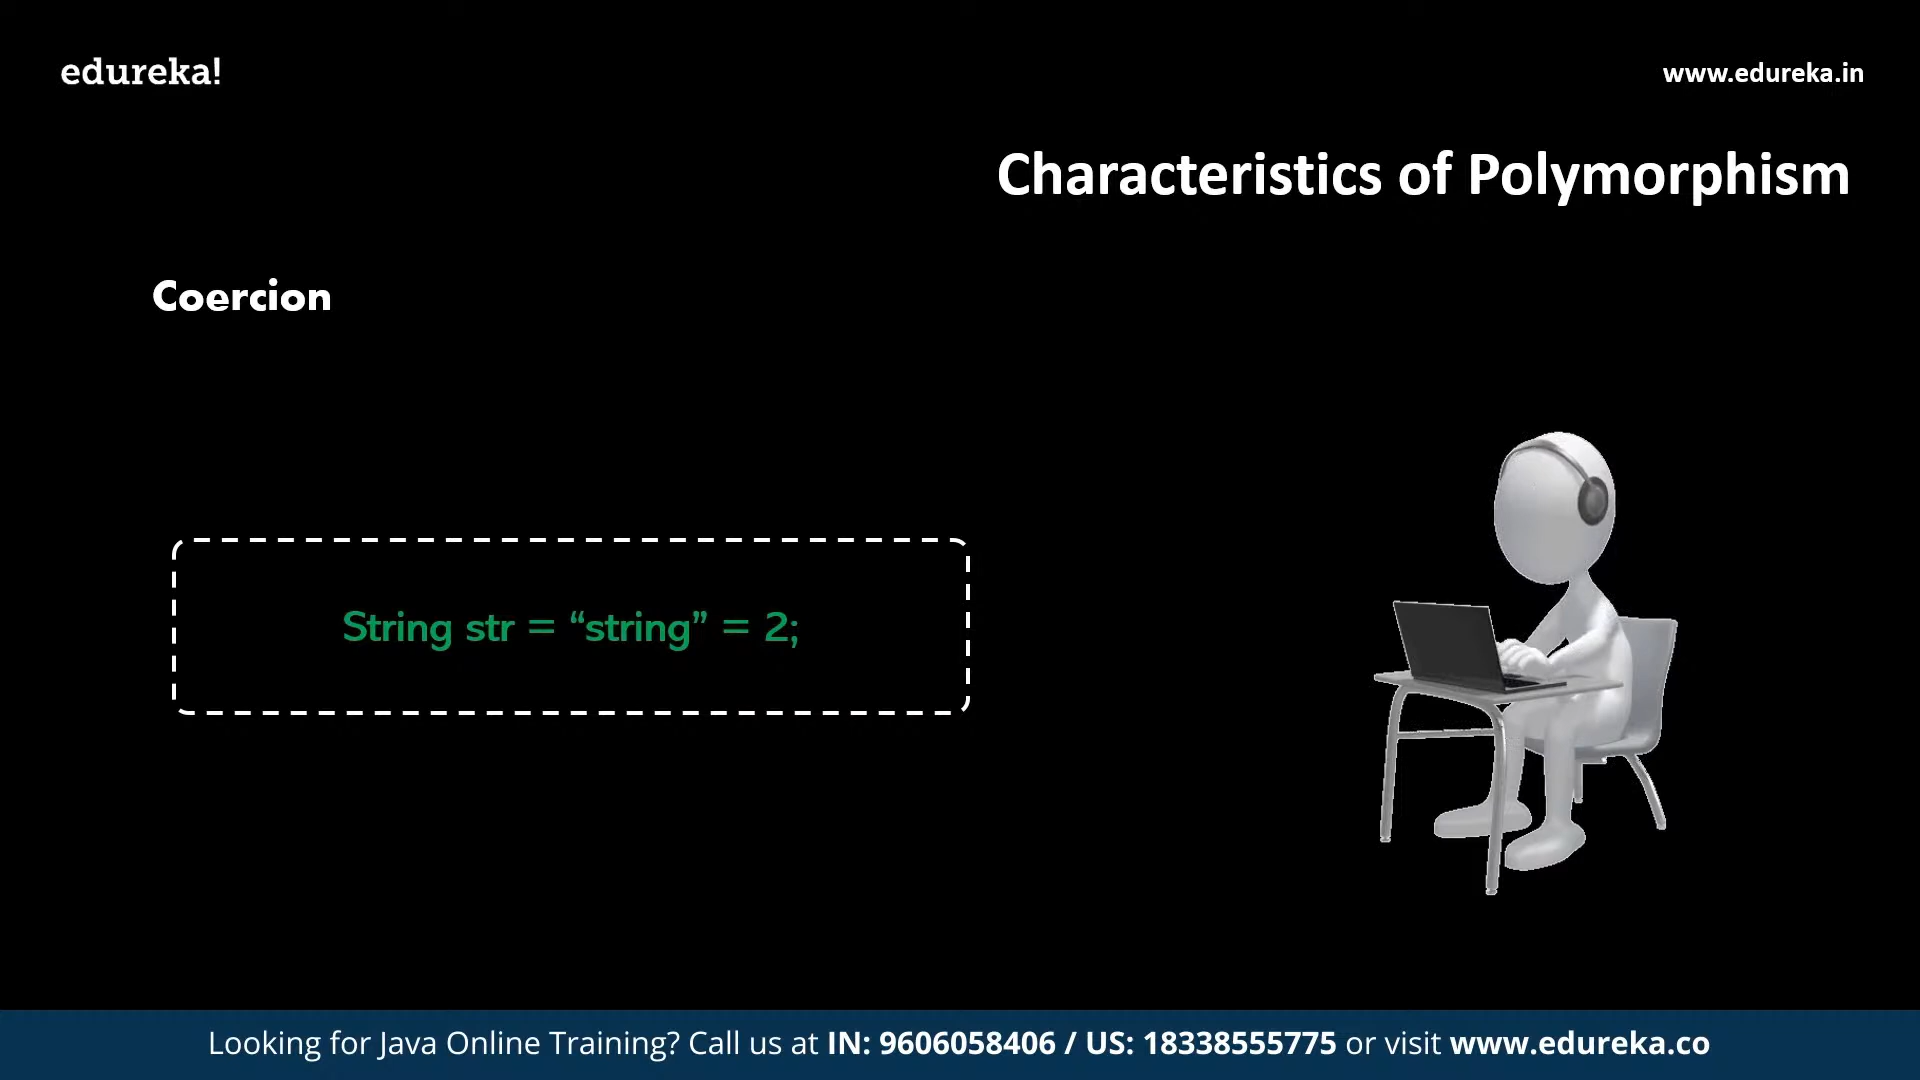 edureka!
www.edureka.in
Characteristics of Polymorphism
Coercion
String str = “string” = 2;
Looking for Java Online Training? Call us at IN: 9606058406 / US: 18338555775 or visit www.edureka.co